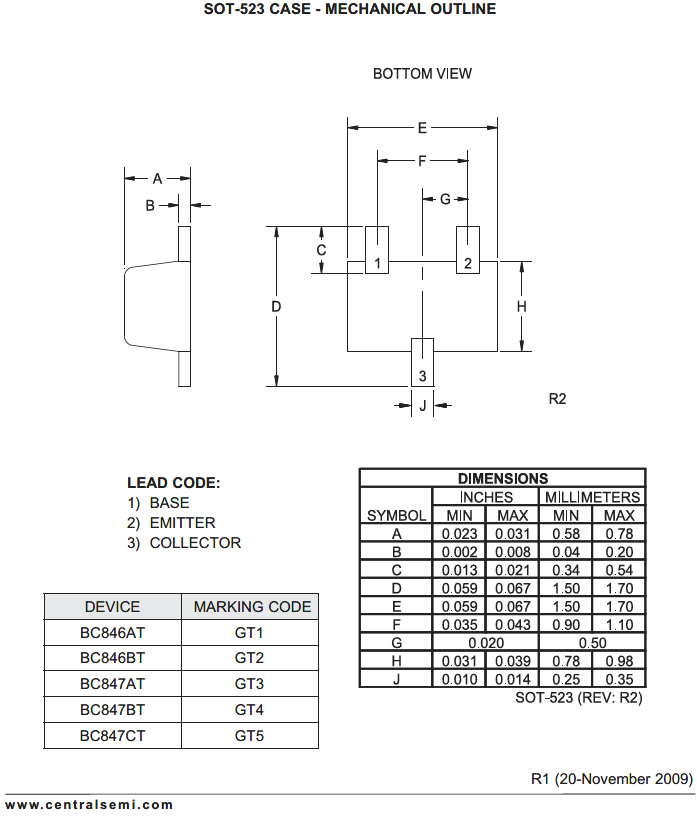 SOT-523 CASE - MECHANICAL OUTLINE
BOTTOM VIEW
E
F
A
G
B
C
1
2
D
H
3
J
R2
LEAD CODE:
1) BASE
2) EMITTER
3) COLLECTOR
DEVICE MARKING CODE
BC846AT GT1
BC846BT GT2
BC847AT GT3
BC847BT GT4
BC847CT GT5
DIMENSIONS
INCHES MILLIMETERS
SYMBOL MIN MAX MIN MAX
A 0.023 0.031 0.58 0.78
B 0.002 0.008 0.04 0.20
C 0.013 0.021 0.34 0.54
D 0.059 0.067 1.50 1.70
E 0.059 0.067 1.50 1.70
F 0.035 0.043 0.90 1.10
G 0.020 0.50
H 0.031 0.039 0.78 0.98
J 0.010 0.014 0.25 0.35
SOT-523 (REV: R2)
R1 (20-November 2009)
www.centralsemi.com